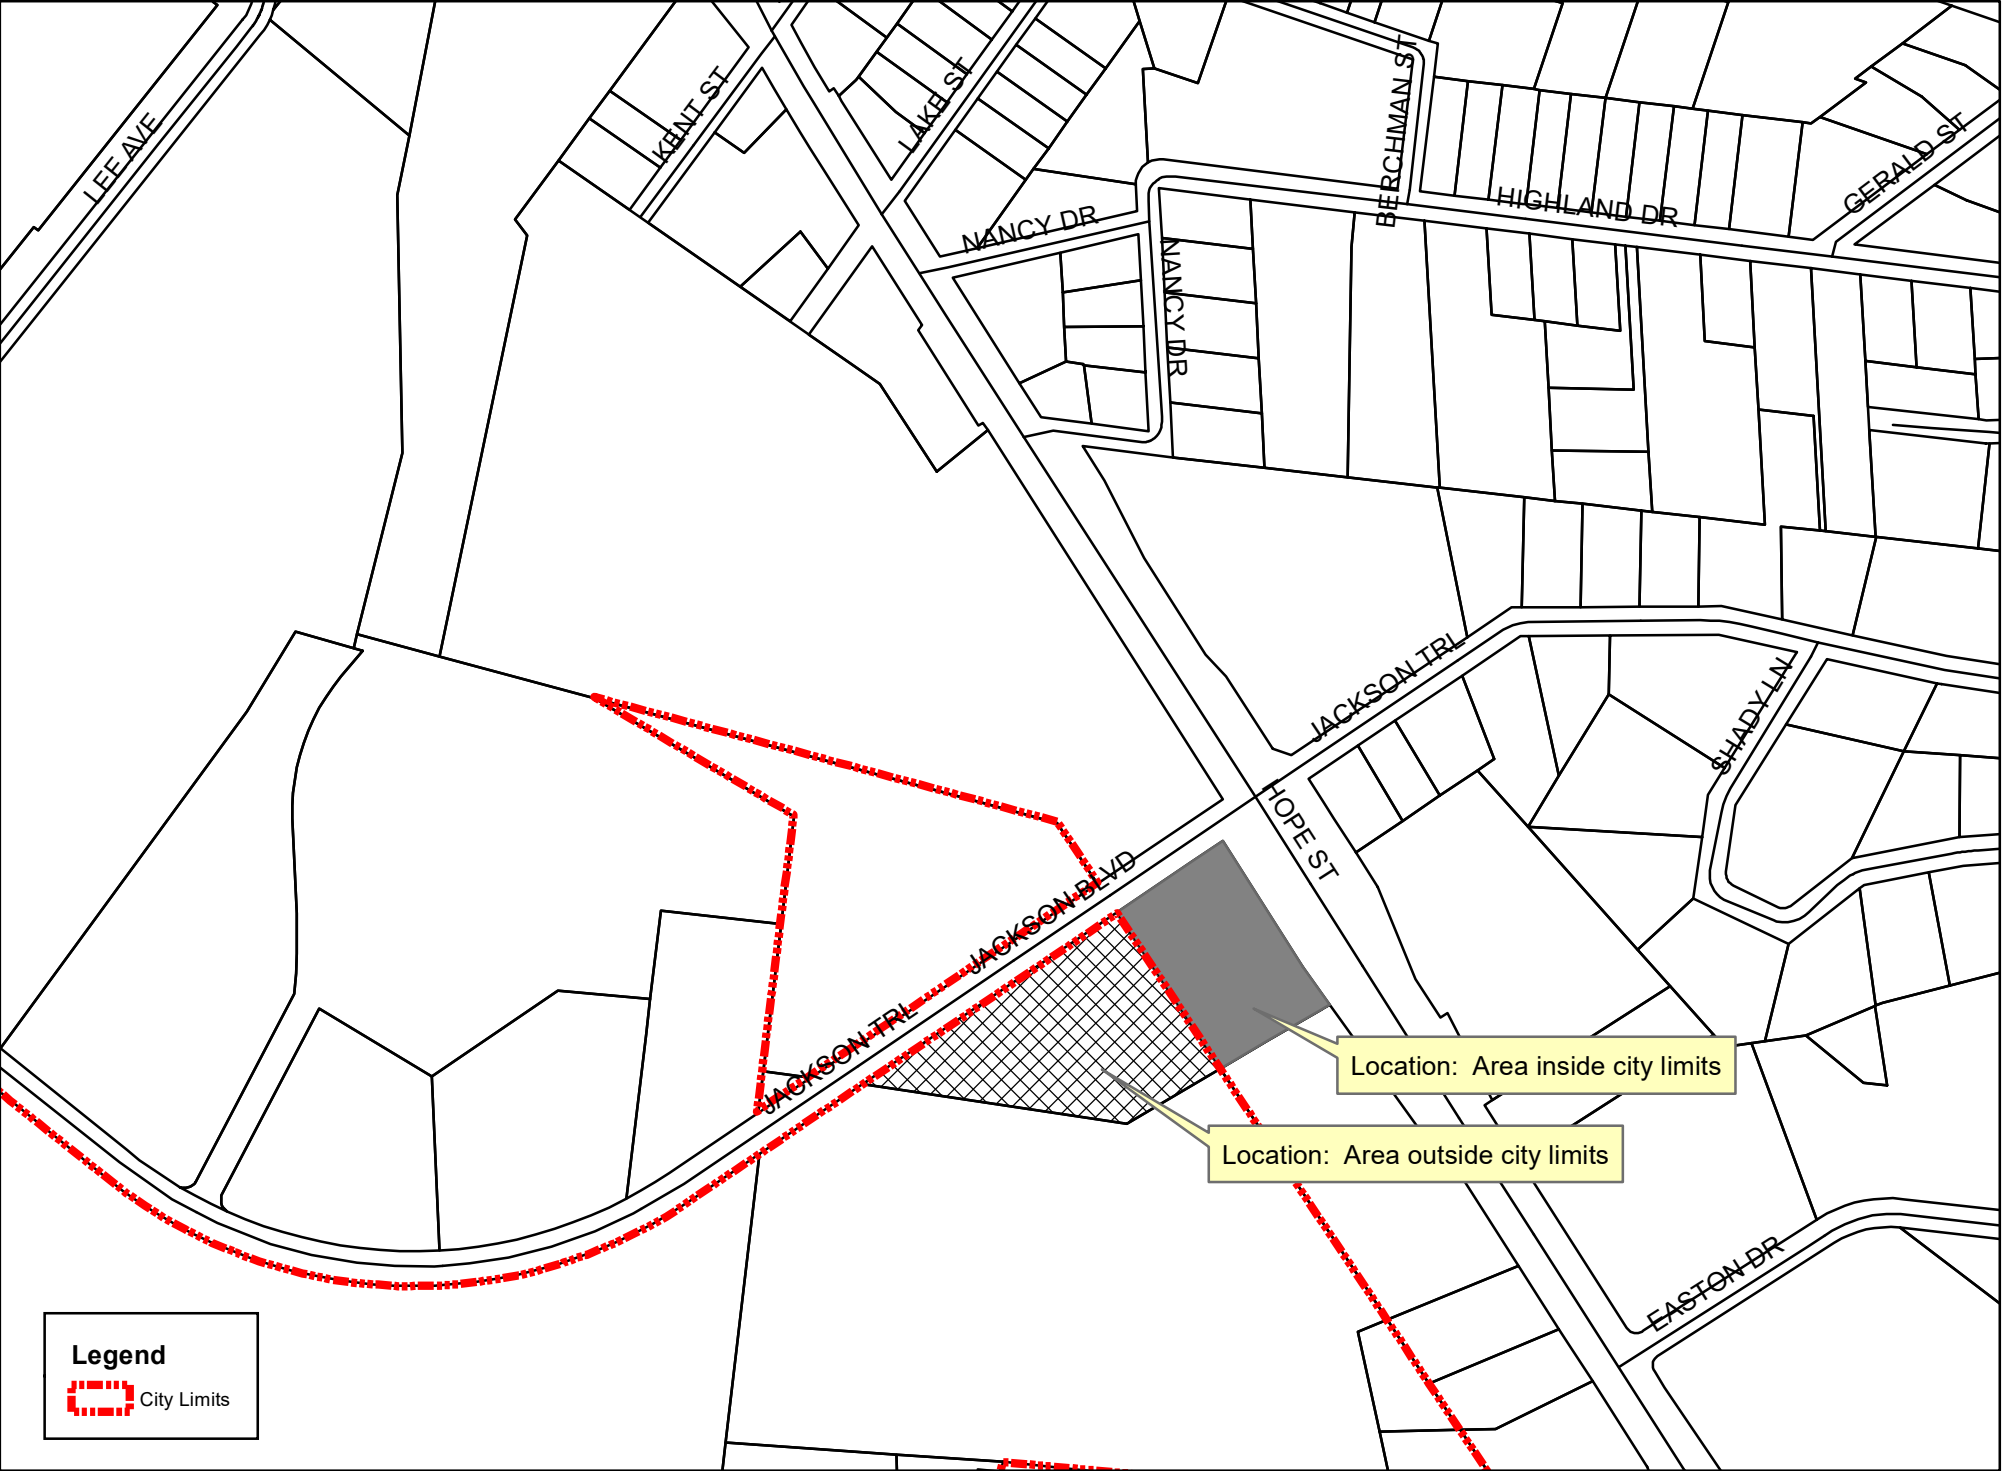 LEE AVE
KENT ST
LAKE ST
BERCHMAN ST
GERALD ST
HIGHLAND DR
NANCY DR
NANCY DR
JACKSON TRL
SHADY LN
HOPE ST
JACKSON BLVD
JACKSON TRL
Location:  Area inside city limits
Location:  Area outside city limits
EASTON DR
Legend
City Limits